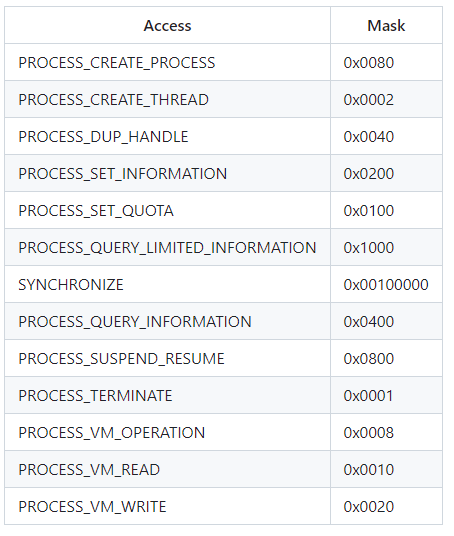 Access Mask
PROCESS_CREATE_PROCESS 0x0080
PROCESS_CREATE_THREAD 0x0002
PROCESS_DUP_HANDLE 0x0040
PROCESS_SET_INFORMATION 0x0200
PROCESS_SET_QUOTA 0x0100
PROCESS_QUERY_LIMITED_INFORMATION 0x1000
SYNCHRONIZE 0x00100000
PROCESS_QUERY_INFORMATION 0x0400
PROCESS_SUSPEND_RESUME 0x0800
PROCESS_TERMINATE 0x0001
PROCESS_VM_OPERATION 0x0008
PROCESS_VM_READ 0x0010
PROCESS_VM_WRITE 0x0020